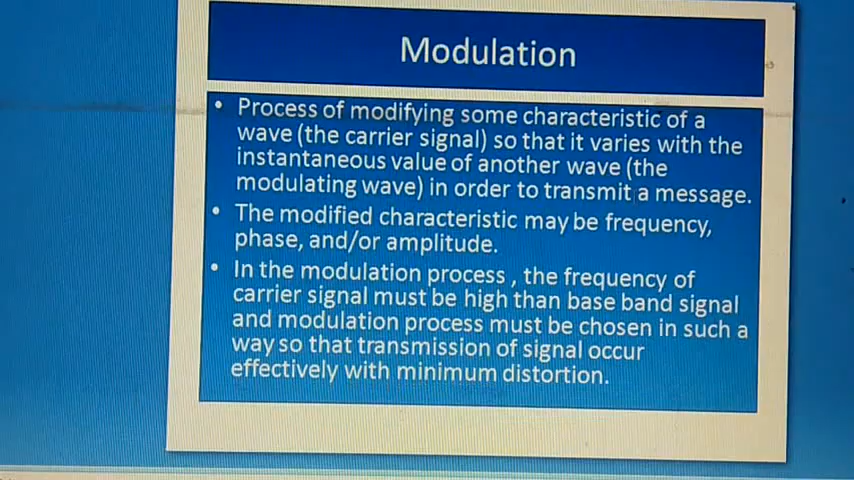 Modulation
• Process of modifying some characteristic of a
wave (the carrier signal) so that it varies with the
instantaneous value of another wave (the
modulating wave) in order to transmit a message.
• The modified characteristic may be frequency,
phase, and/or amplitude.
• In the modulation process , the frequency of
carrier signal must be high than base band signal
and modulation process must be chosen in such a
way so that transmission of signal occur
effectively with minimum distortion.